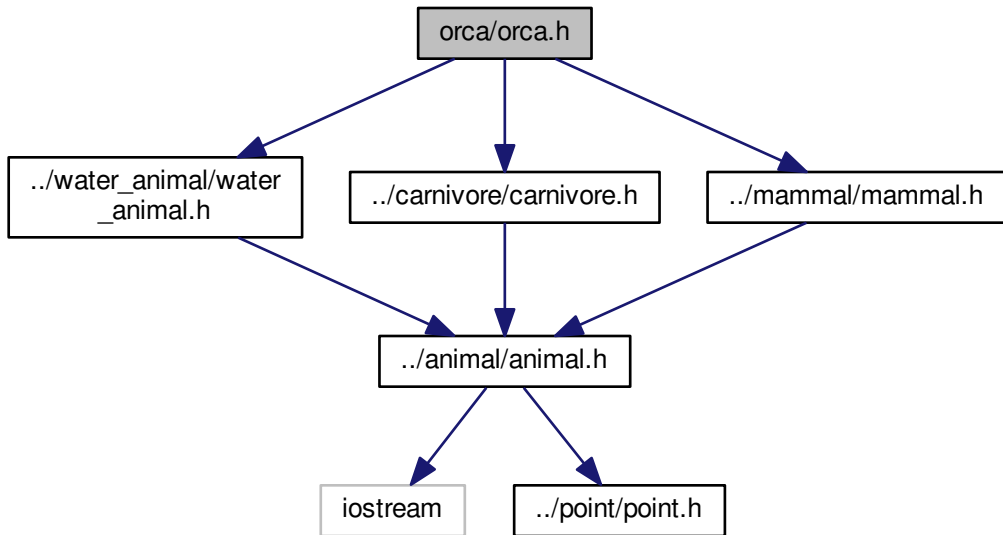 orca/orca.h
../water_animal/water
_animal.h
../carnivore/carnivore.h
../mammal/mammal.h
../animal/animal.h
iostream
../point/point.h